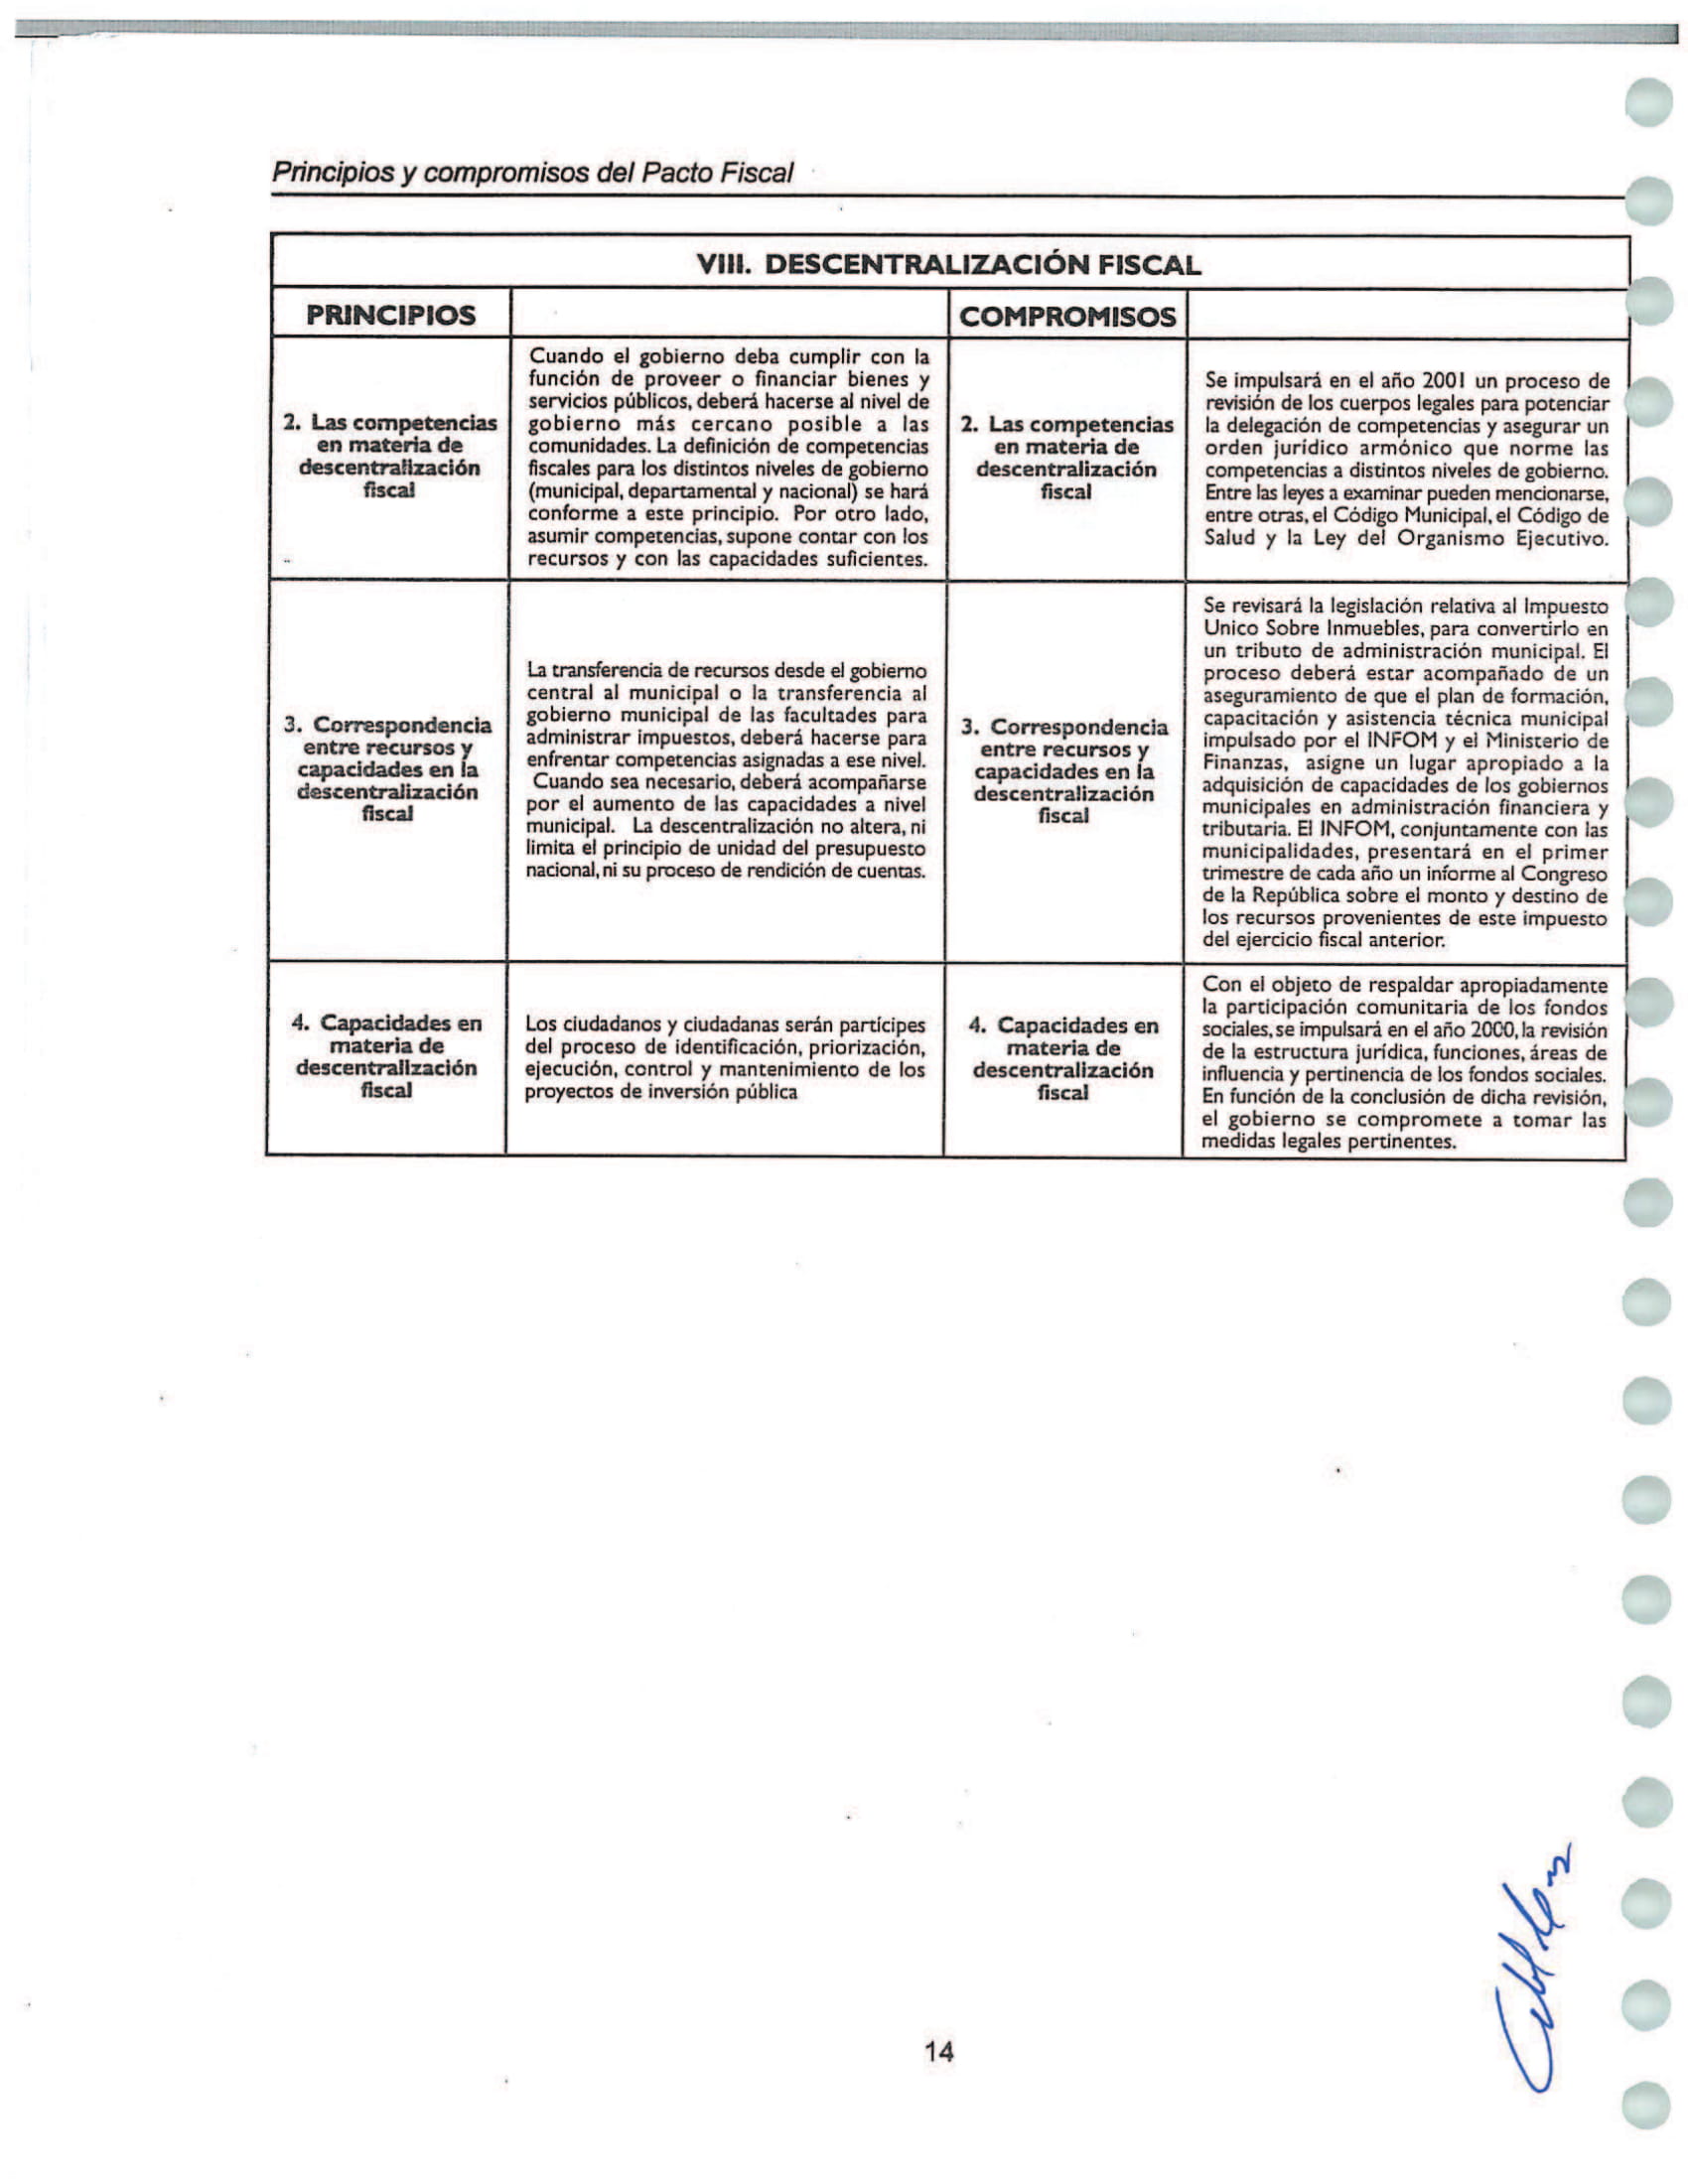 Principios y compromisos del Pacto Fiscal
VIII. DESCENTRALIZACIÓN FISCAL
PRINCIPIOS
COMPROMISOS
2. Las competencias
en materia de
descentralización
fiscal
Cuando el gobierno deba cumplir con la
función de proveer o financiar bienes y
servicios públicos, deberá hacerse al nivel de
gobierno más cercano posible a las
comunidades. La definición de competencias
fiscales para los distintos niveles de gobierno
(municipal, departamental y nacional) se hará
conforme a este principio. Por otro lado,
asumir competencias, supone contar con los
recursos y con las capacidades suficientes.
2. Las competencias
en materia de
descentralización
fiscal
Se impulsará en el año 2001 un proceso de
revisión de los cuerpos legales para potenciar
la delegación de competencias y asegurar un
orden jurídico armónico que norme las
competencias a distintos niveles de gobierno.
Entre las leyes a examinar pueden mencionarse,
entre otras, el Código Municipal, el Código de
Salud y la Ley del Organismo Ejecutivo.
3. Correspondencia
entre recursos y
capacidades en la
descentralización
fiscal
La transferencia de recursos desde el gobierno
central al municipal o la transferencia al
gobierno municipal de las facultades para
administrar impuestos, deberá hacerse para
enfrentar competencias asignadas a ese nivel.
Cuando sea necesario, deberá acompañarse
por el aumento de las capacidades a nivel
municipal. La descentralización no altera, ni
limita el principio de unidad del presupuesto
nacional, ni su proceso de rendición de cuentas.
3. Correspondencia
entre recursos y
capacidades en la
descentralización
fiscal
Se revisará la legislación relativa al Impuesto
Unico Sobre Inmuebles, para convertirlo en
un tributo de administración municipal. El
proceso deberá estar acompañado de un
aseguramiento de que el plan de formación,
capacitación y asistencia técnica municipal
impulsado por el INFOM y el Ministerio de
Finanzas, asigne un lugar apropiado a la
adquisición de capacidades de los gobiernos
municipales en administración financiera y
tributaria. El INFOM, conjuntamente con las
municipalidades, presentará en el primer
trimestre de cada año un informe al Congreso
de la República sobre el monto y destino de
los recursos provenientes de este impuesto
del ejercicio fiscal anterior.
4. Capacidades en
materia de
descentralización
fiscal
Los ciudadanos y ciudadanas serán partícipes
del proceso de identificación, priorización,
ejecución, control y mantenimiento de los
proyectos de inversión pública
4. Capacidades en
materia de
descentralización
fiscal
Con el objeto de respaldar apropiadamente
la participación comunitaria de los fondos
sociales, se impulsará en el año 2000, la revisión
de la estructura jurídica, funciones, áreas de
influencia y pertinencia de los fondos sociales.
En función de la conclusión de dicha revisión,
el gobierno se compromete a tomar las
medidas legales pertinentes.
14